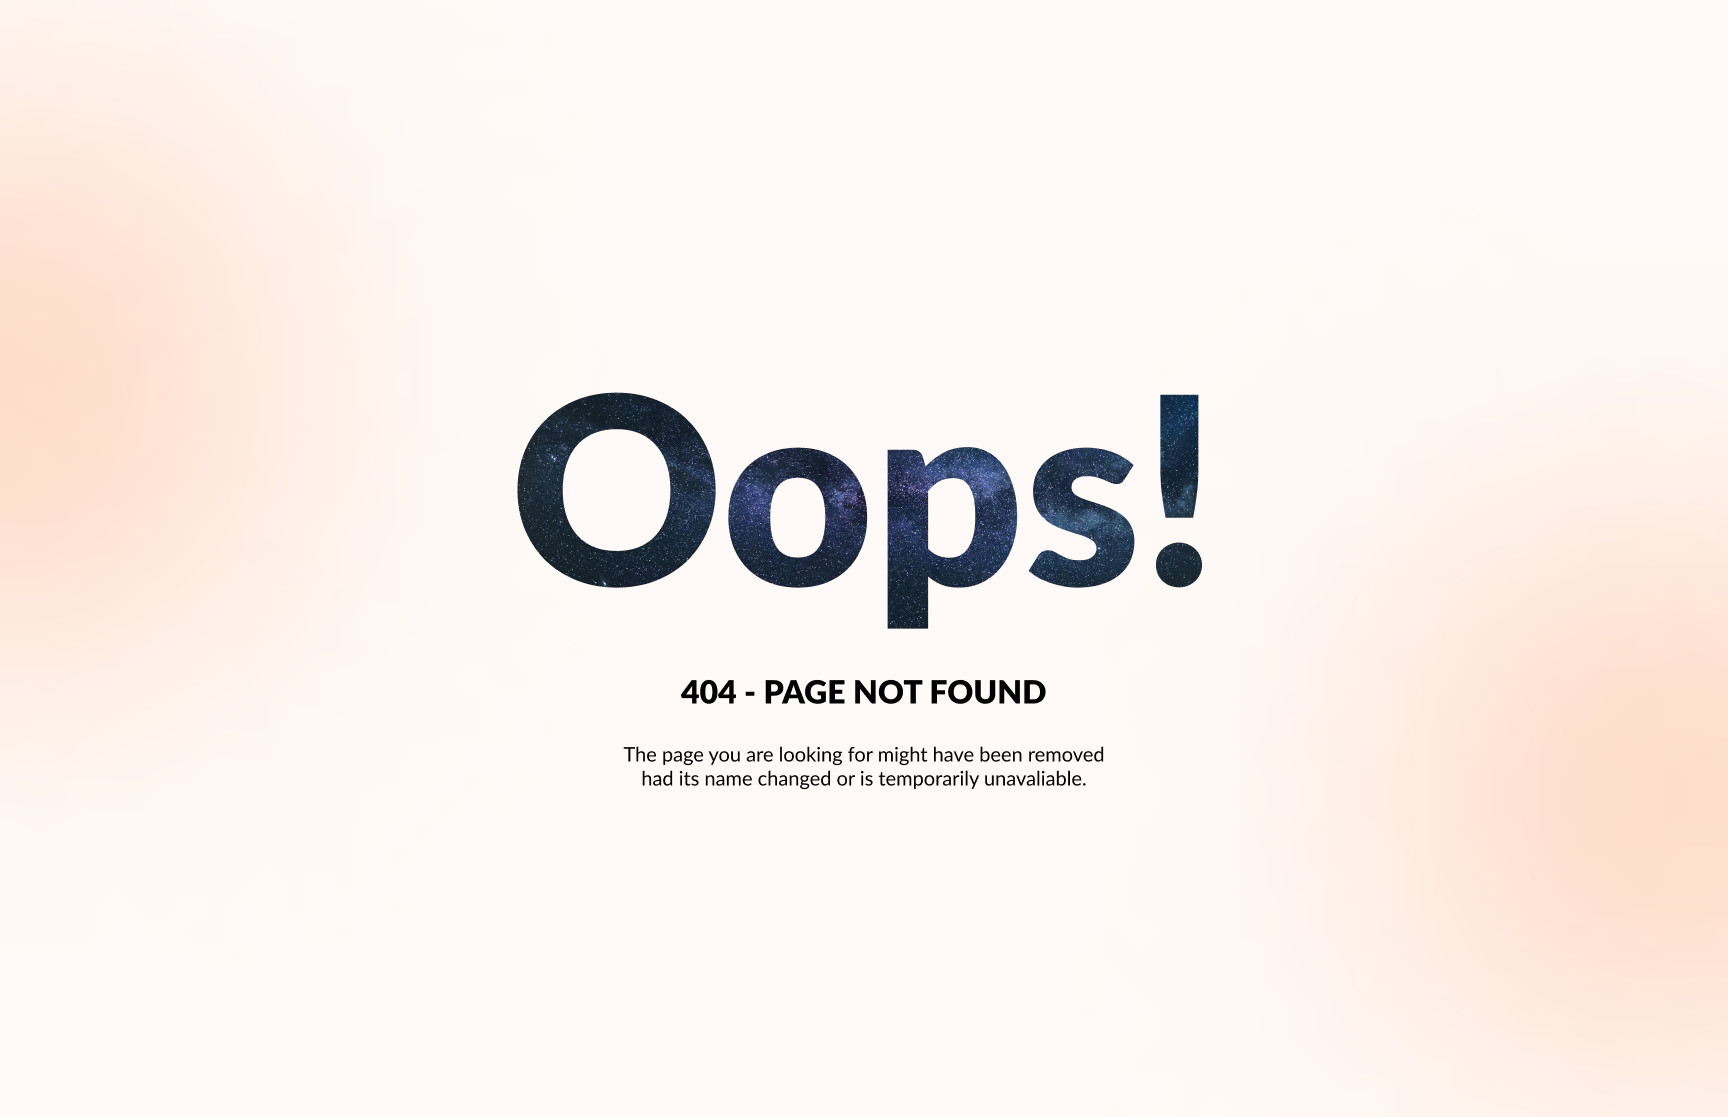 Oops!
404 - PAGE NOT FOUND
The page you are looking for might have been removed
had its name changed or is temporarily unavaliable.